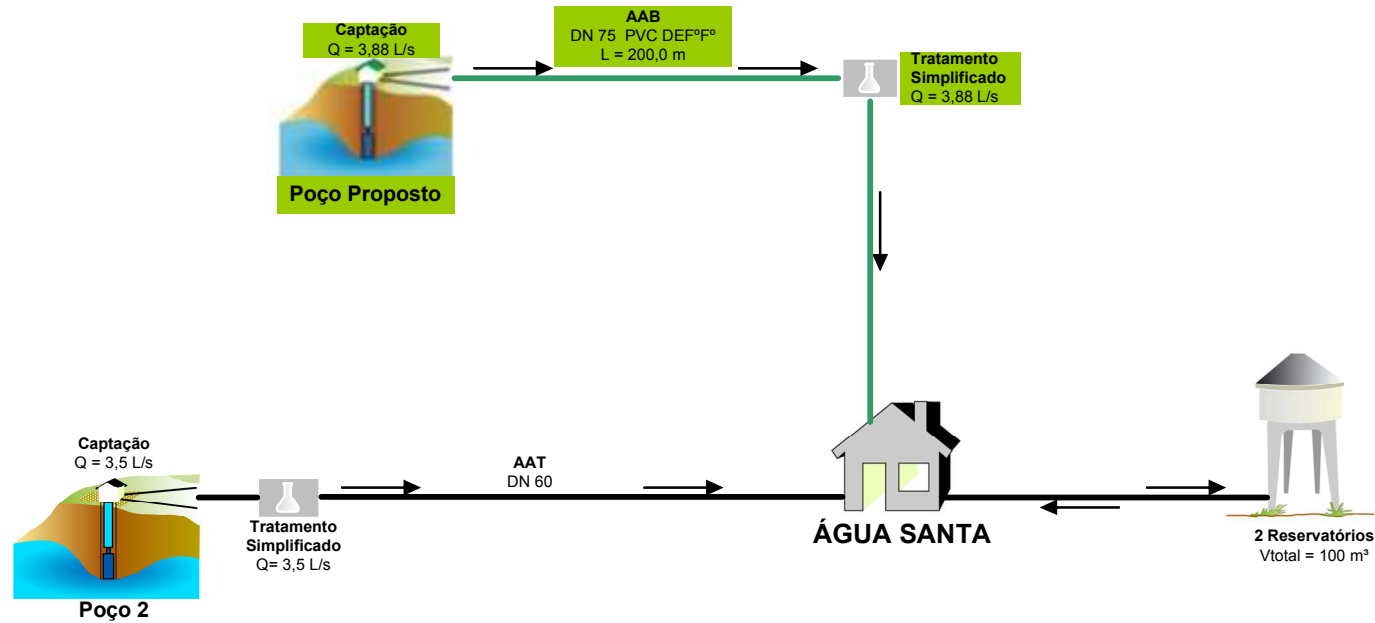 Captação
Q = 3,88 L/s
AAB
DN 75 PVC DEFºFº
L = 200,0 m
Tratamento
Simplificado
Q = 3,88 L/s
Poço Proposto
Captação
Q = 3,5 L/s
AAT
DN 60
Tratamento
Simplificado
Q= 3,5 L/s
Poço 2
ÁGUA SANTA
2 Reservatórios
Vtotal = 100 m³